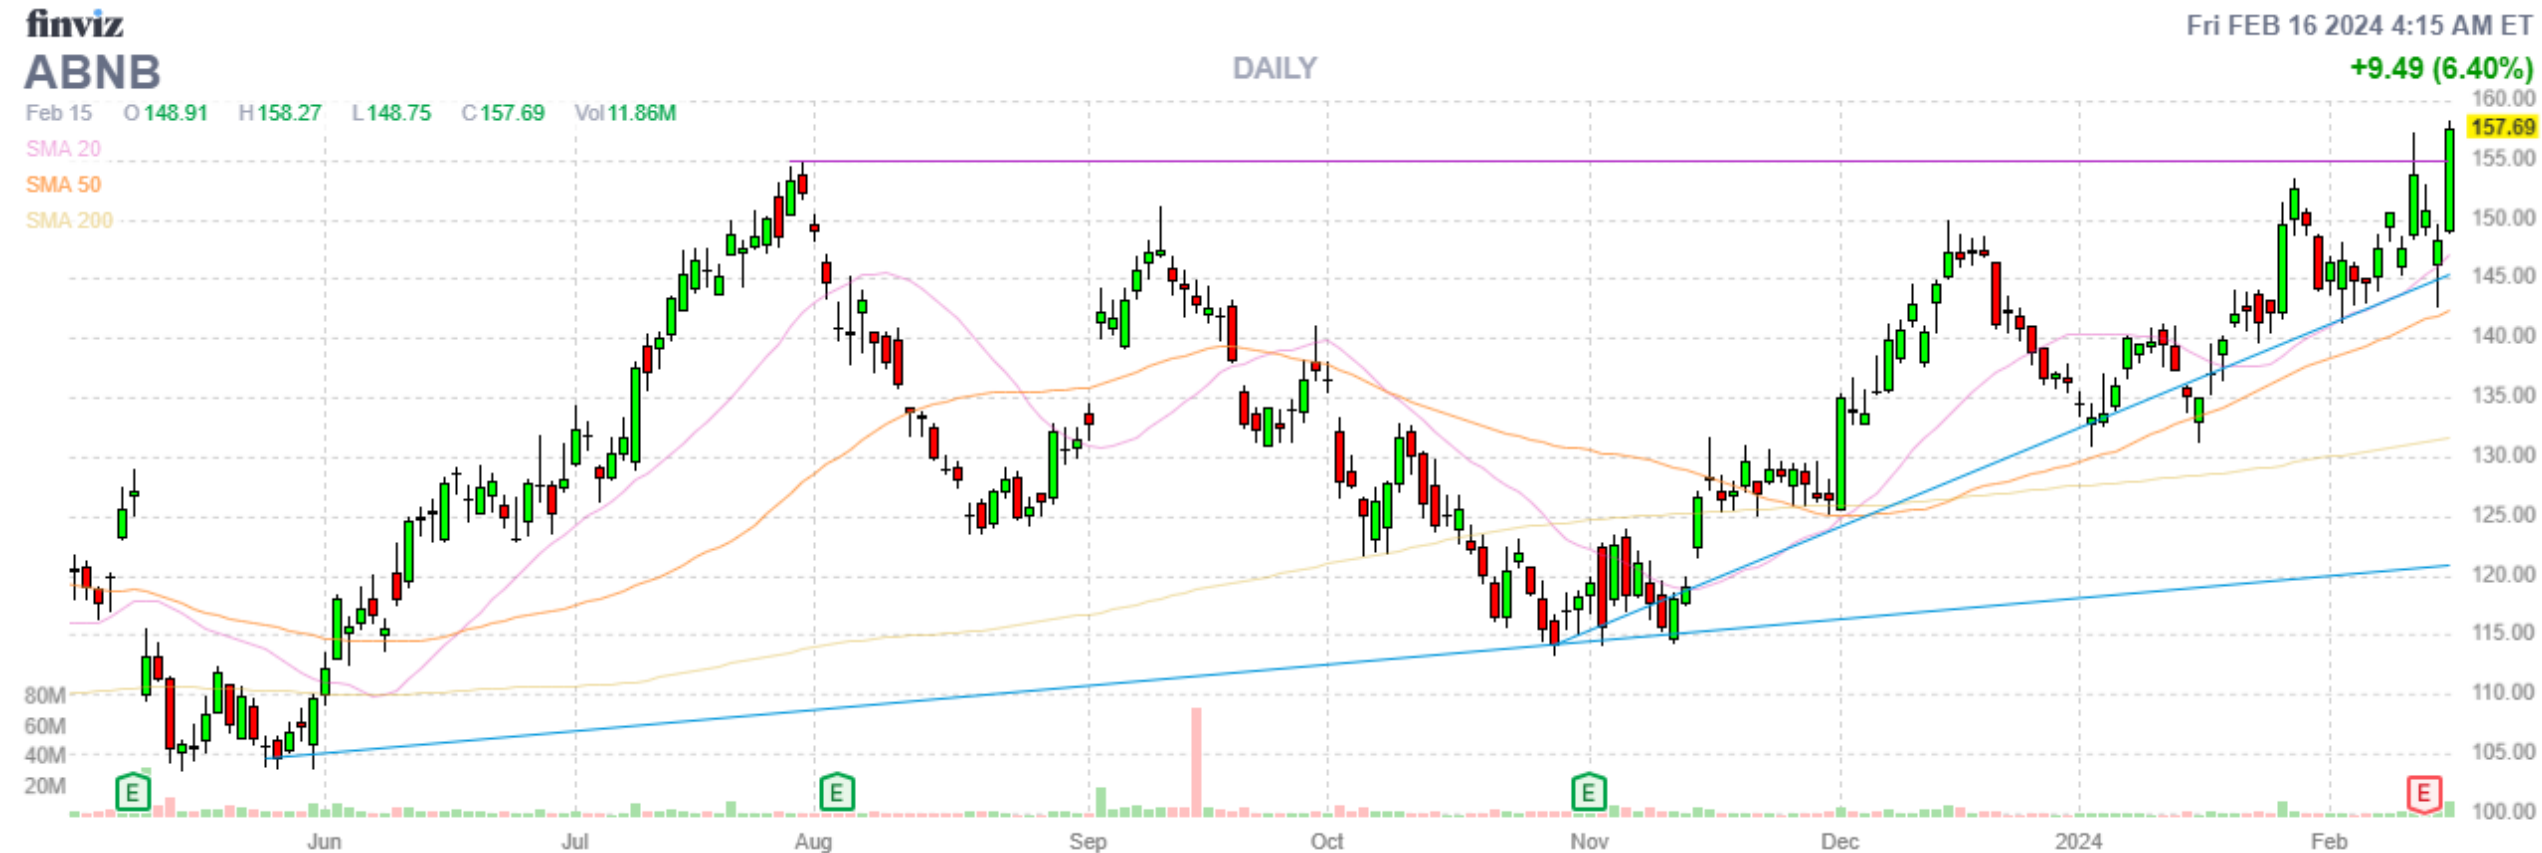 finviz
Fri FEB 16 2024 4:15 AM ET
ABNB
DAILY
+9.49 (6.40%)
Feb 15 O 148.91 H 158.27 L 148.75 C 157.69 Vol 11.86M
SMA 20
SMA 50
SMA 200
160.00
157.69
155.00
150.00
145.00
140.00
135.00
130.00
125.00
120.00
115.00
110.00
105.00
100.00
80M
60M
40M
20M
E
E
E
E
Jun Jul Aug Sep Oct Nov Dec 2024 Feb